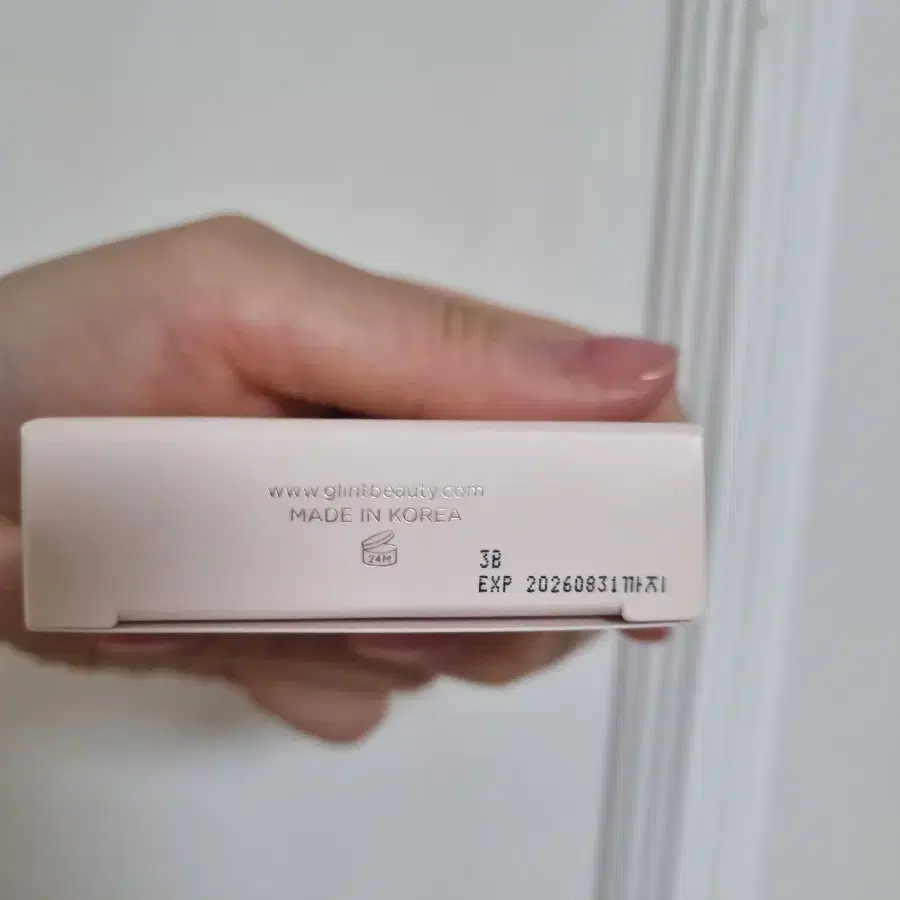 www.glintbeauty.com
MADE IN KOREA
24M
3B
EXP 20260831까지